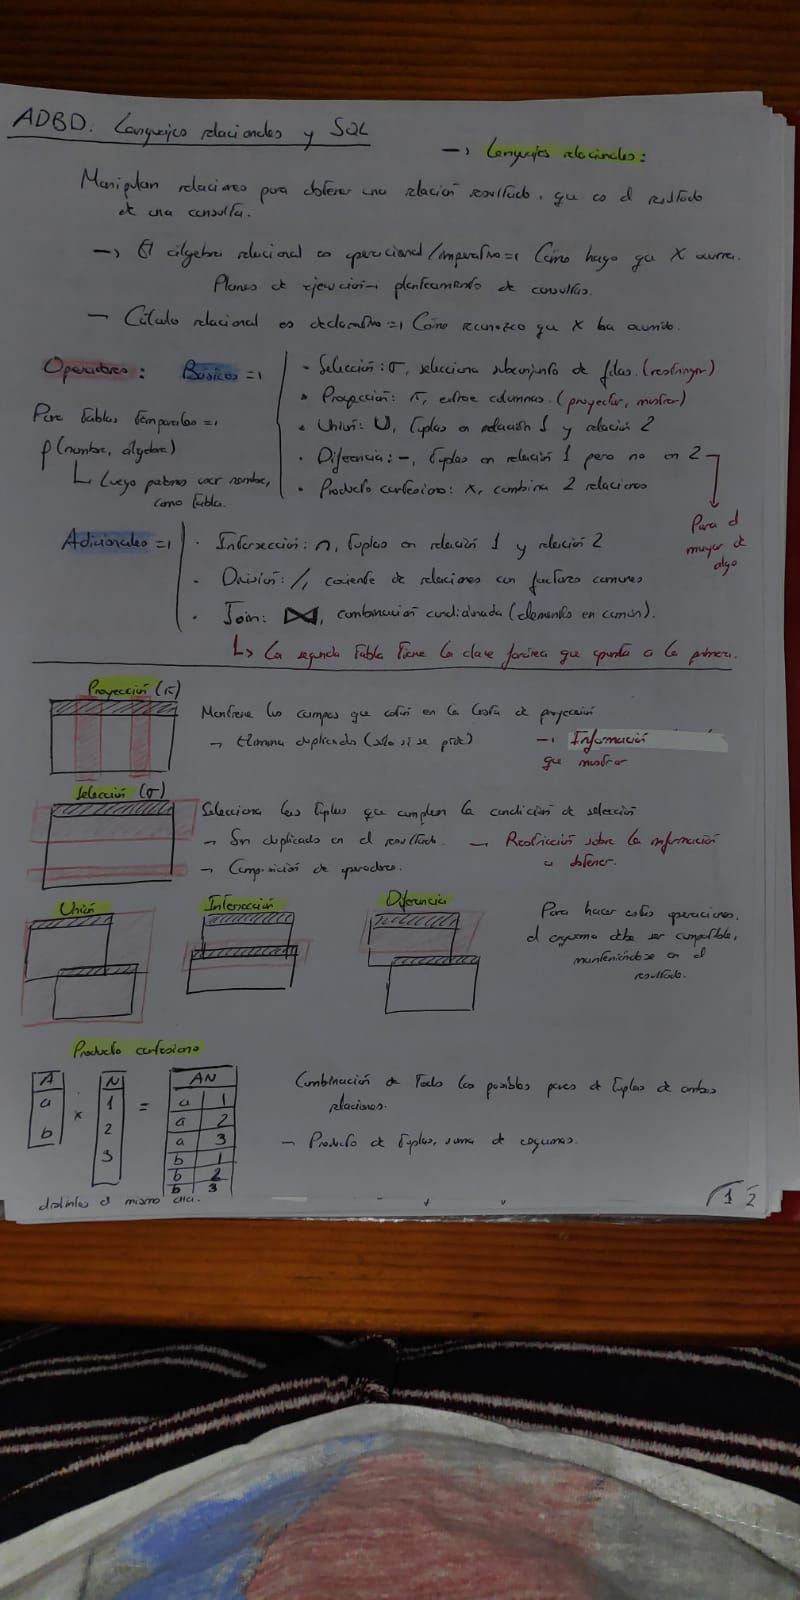 ADBD: Lenguajes relacionales y SQL
→ Lenguajes relacionales:
Manipulan relaciones para obtener una relación resultado, que es el resultado
de una consulta.
→ El álgebra relacional es operacional/imperativo => Cómo hago que X ocurra.
Planes de ejecución → planteamiento de consultas.
- Cálculo relacional es declarativo => Cómo reconozco que X ha ocurrido.
Operadores: Básicos =>
· Selección: σ, selecciona subconjunto de filas. (restringir)
· Proyección: π, extrae columnas. (proyectar, mostrar)
· Unión: U, tuplas en relación 1 y relación 2
· Diferencia: -, tuplas en relación 1 pero no en 2
· Producto cartesiano: x, combina 2 relaciones
Para tablas temporales =>
ρ(nombre, álgebra)
Luego podemos usar nombre,
como tabla.
Para el
mayor de
algo
Adicionales =>
· Intersección: ∩, tuplas en relación 1 y relación 2
· División: /, cociente de relaciones con factores comunes
· Join: ⋈, combinación condicionada (elementos en común).
↳ La segunda tabla tiene la clave foránea que apunta a la primera.
Proyección (π)
Mantiene los campos que están en la lista de proyección
→ Elimina duplicados (sólo si se pide)
→ Información
que mostrar
Selección (σ)
Selecciona las tuplas que cumplen la condición de selección
→ Sin duplicado en el resultado.
→ Restricción sobre la información
a obtener.
→ Composición de operadores.
Unión
Intersección
Diferencia
Para hacer estas operaciones,
el esquema debe ser compatible,
manteniéndose en el
resultado.
Producto cartesiano
A
a
b
x
N
1
2
3
=
AN
a 1
a 2
a 3
b 1
b 2
b 3
Combinación de todos los posibles pares de tuplas de ambas
relaciones.
- Producto de tuplas, suma de esquemas.
distintas el mismo día.
1 2